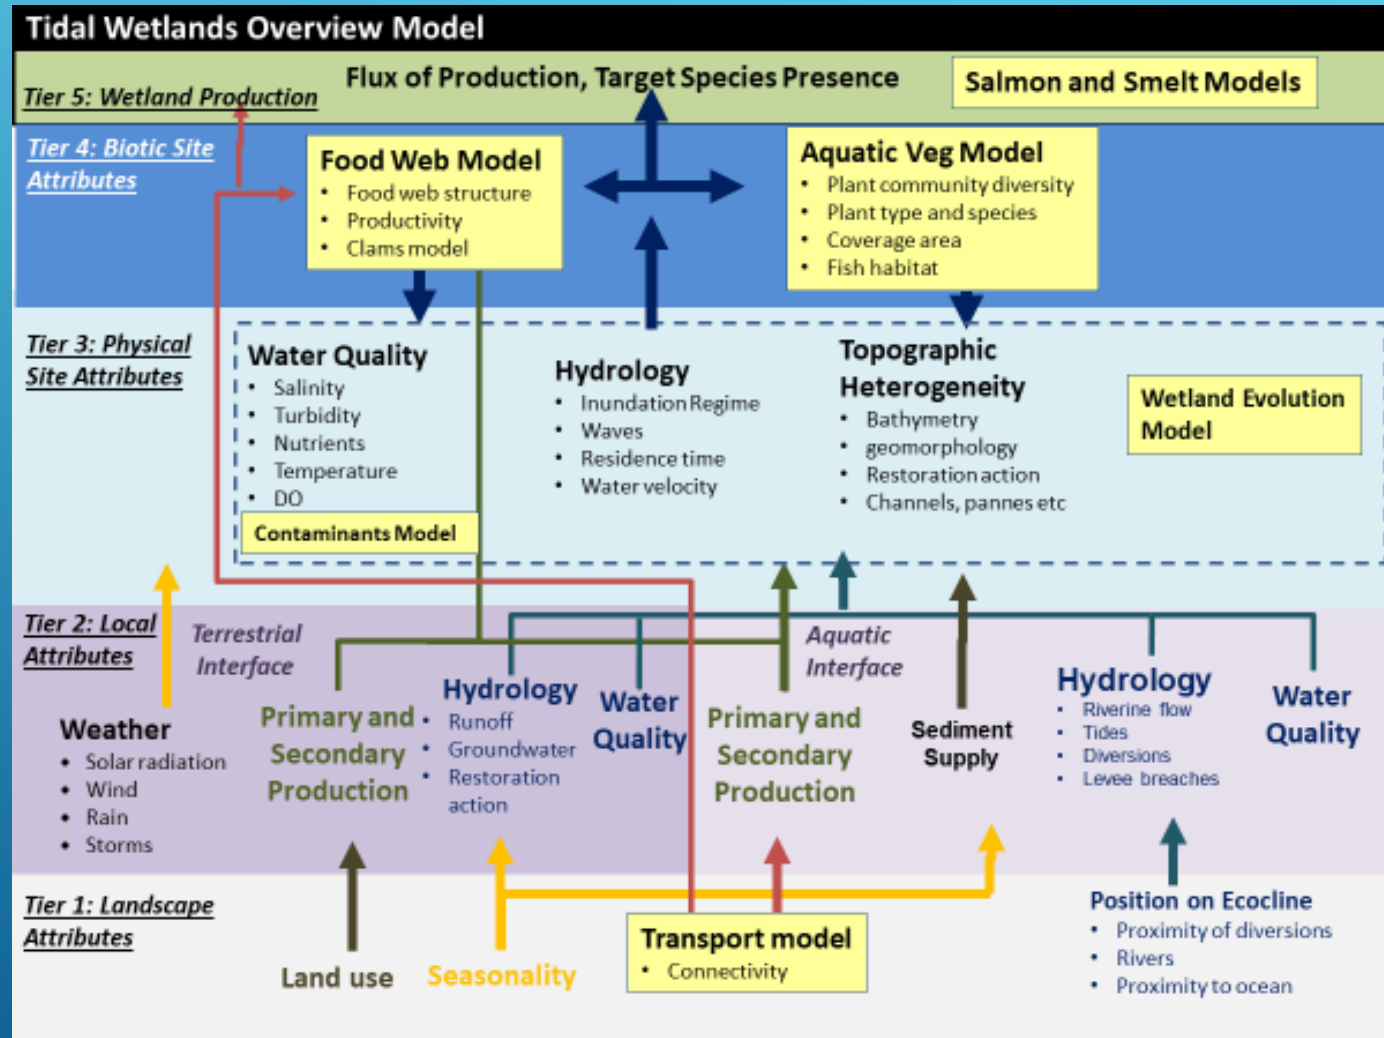 Tidal Wetlands Overview Model
Flux of Production, Target Species Presence
Salmon and Smelt Models
Tier 5: Wetland Production
Tier 4: Biotic Site
Attributes
Food Web Model
• Food web structure
• Productivity
• Clams model
Aquatic Veg Model
• Plant community diversity
• Plant type and species
• Coverage area
• Fish habitat
Tier 3: Physical
Site Attributes
Water Quality
• Salinity
• Turbidity
• Nutrients
• Temperature
• DO
Contaminants Model
Hydrology
• Inundation Regime
• Waves
• Residence time
• Water velocity
Topographic
Heterogeneity
• Bathymetry
• geomorphology
• Restoration action
• Channels, pannes etc
Wetland Evolution
Model
Tier 2: Local
Attributes
Terrestrial
Interface
Aquatic
Interface
Weather
• Solar radiation
• Wind
• Rain
• Storms
Primary and
Secondary
Production
Hydrology
• Runoff
• Groundwater
• Restoration
action
Water
Quality
Primary and
Secondary
Production
Sediment
Supply
Hydrology
• Riverine flow
• Tides
• Diversions
• Levee breaches
Water
Quality
Tier 1: Landscape
Attributes
Land use
Seasonality
Transport model
• Connectivity
Position on Ecocline
• Proximity of diversions
• Rivers
• Proximity to ocean